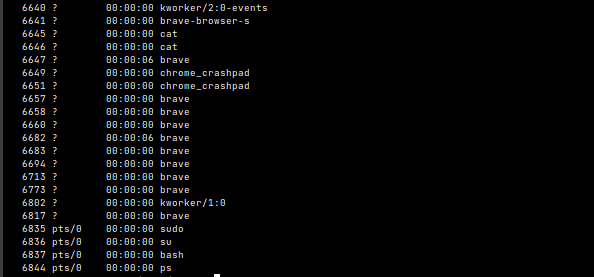 6640 ? 00:00:00 kworker/2:0-events
6641 ? 00:00:00 brave-browser-s
6645 ? 00:00:00 cat
6646 ? 00:00:00 cat
6647 ? 00:00:06 brave
6649 ? 00:00:00 chrome_crashpad
6651 ? 00:00:00 chrome_crashpad
6657 ? 00:00:00 brave
6658 ? 00:00:00 brave
6660 ? 00:00:00 brave
6682 ? 00:00:06 brave
6683 ? 00:00:00 brave
6694 ? 00:00:00 brave
6713 ? 00:00:00 brave
6773 ? 00:00:00 brave
6802 ? 00:00:00 kworker/1:0
6817 ? 00:00:00 brave
6835 pts/0 00:00:00 sudo
6836 pts/0 00:00:00 su
6837 pts/0 00:00:00 bash
6844 pts/0 00:00:00 ps